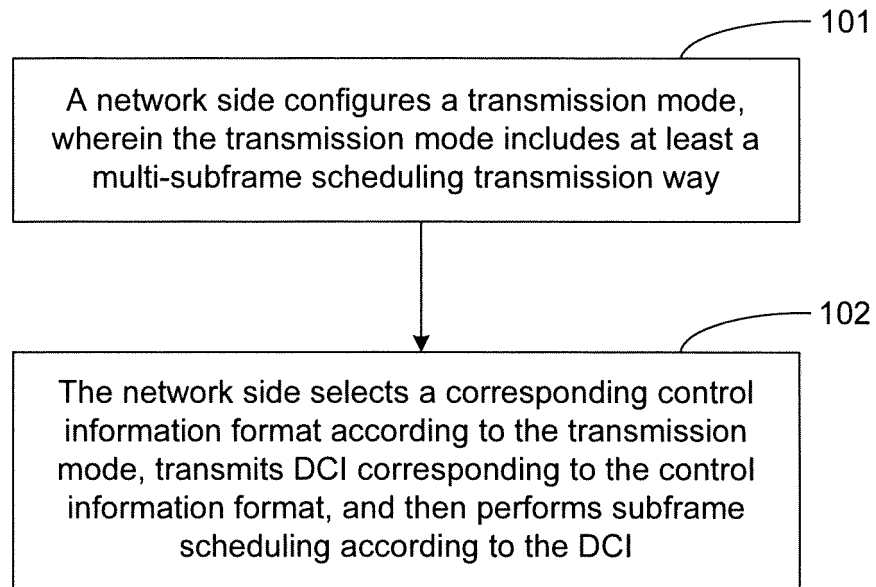 101
A network side configures a transmission mode,
wherein the transmission mode includes at least a
multi-subframe scheduling transmission way
102
The network side selects a corresponding control
information format according to the transmission
mode, transmits DCI corresponding to the control
information format, and then performs subframe
scheduling according to the DCI